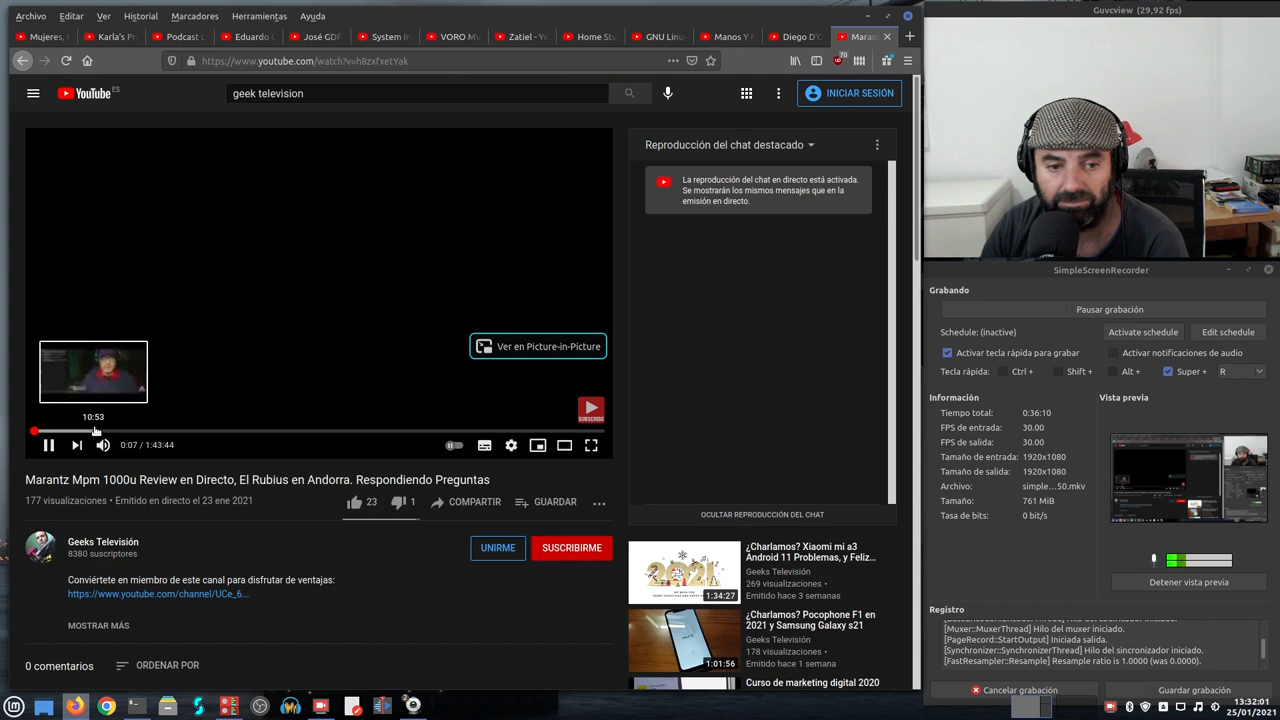 Archivo Editar Ver Historial Marcadores Herramientas Ayuda
Mujeres, Karla's Pr Podcast L Eduardo C José GDF System In VORO MV Zatiel - Yo Home Stu GNU Linu Manos Y M Diego D'C Marant
https://www.youtube.com/watch?v=h8zxfxetYak
70
YouTube ES
geek television
INICIAR SESIÓN
Ver en Picture-in-Picture
SUBSCRIBE
10:53
0:07 / 1:43:44
Marantz Mpm 1000u Review en Directo, El Rubius en Andorra. Respondiendo Preguntas
177 visualizaciones • Emitido en directo el 23 ene 2021
23 1 COMPARTIR GUARDAR
Geeks Televisión
8380 suscriptores
UNIRME SUSCRIBIRME
Conviértete en miembro de este canal para disfrutar de ventajas:
https://www.youtube.com/channel/UCe_6...
MOSTRAR MÁS
0 comentarios ORDENAR POR
Reproducción del chat destacado
La reproducción del chat en directo está activada.
Se mostrarán los mismos mensajes que en la
emisión en directo.
OCULTAR REPRODUCCIÓN DEL CHAT
2021
1:34:27
¿Charlamos? Xiaomi mi a3
Android 11 Problemas, y Feliz...
Geeks Televisión
269 visualizaciones •
Emitido hace 3 semanas
1:01:56
¿Charlamos? Pocophone F1 en
2021 y Samsung Galaxy s21
Geeks Televisión
178 visualizaciones •
Emitido hace 1 semana
Curso de marketing digital 2020
Guvcview (29,92 fps)
SimpleScreenRecorder
Grabando
Pausar grabación
Schedule: (inactive) Activate schedule Edit schedule
Activar tecla rápida para grabar Activar notificaciones de audio
Tecla rápida: Ctrl + Shift + Alt + Super + R
Información
Tiempo total: 0:36:10
FPS de entrada: 30.00
FPS de salida: 30.00
Tamaño de entrada: 1920x1080
Tamaño de salida: 1920x1080
Archivo: simple....50.mkv
Tamaño: 761 MiB
Tasa de bits: 0 bit/s
Vista previa
Detener vista previa
Registro
[Muxer::MuxerThread] Hilo del muxer iniciado.
[PageRecord::StartOutput] Iniciada salida.
[Synchronizer::SynchronizerThread] Hilo del sincronizador iniciado.
[FastResampler::Resample] Resample ratio is 1.0000 (was 0.0000).
Cancelar grabación Guardar grabación
13:32:01
25/01/2021